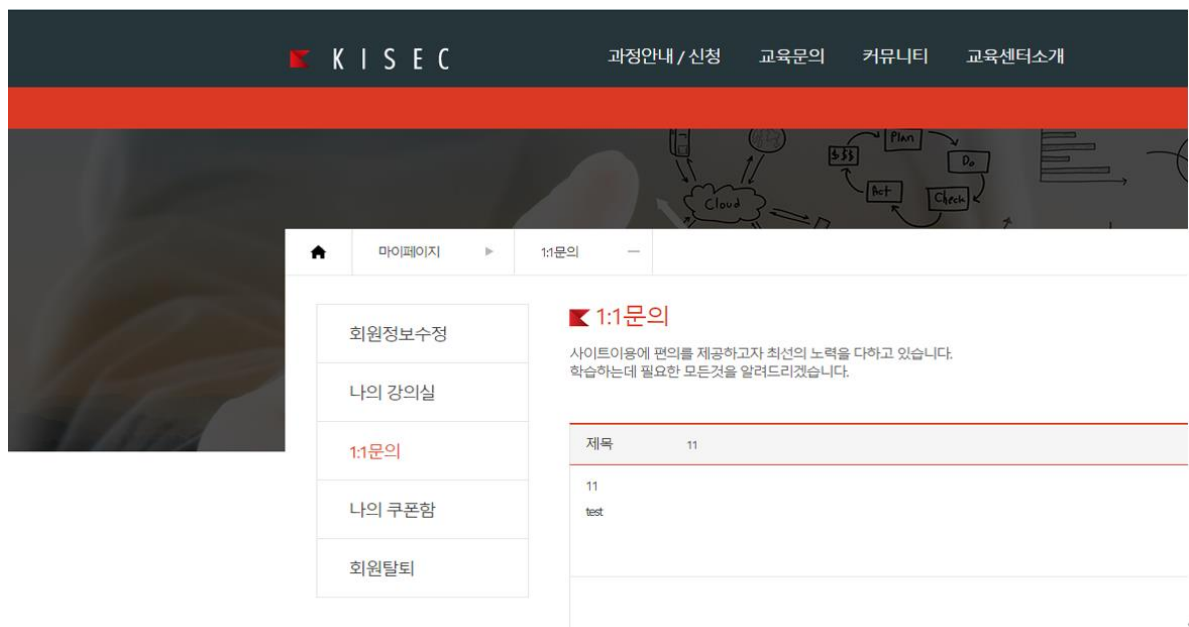 KISEC
과정안내 / 신청 교육문의 커뮤니티 교육센터소개
Plan
$$$
Do
Cloud
Act
Check
마이페이지 1:1문의
1:1문의
사이트이용에 편의를 제공하고자 최선의 노력을 다하고 있습니다.
학습하는데 필요한 모든것을 알려드리겠습니다.
회원정보수정
나의 강의실
1:1문의
나의 쿠폰함
회원탈퇴
제목 11
11
test